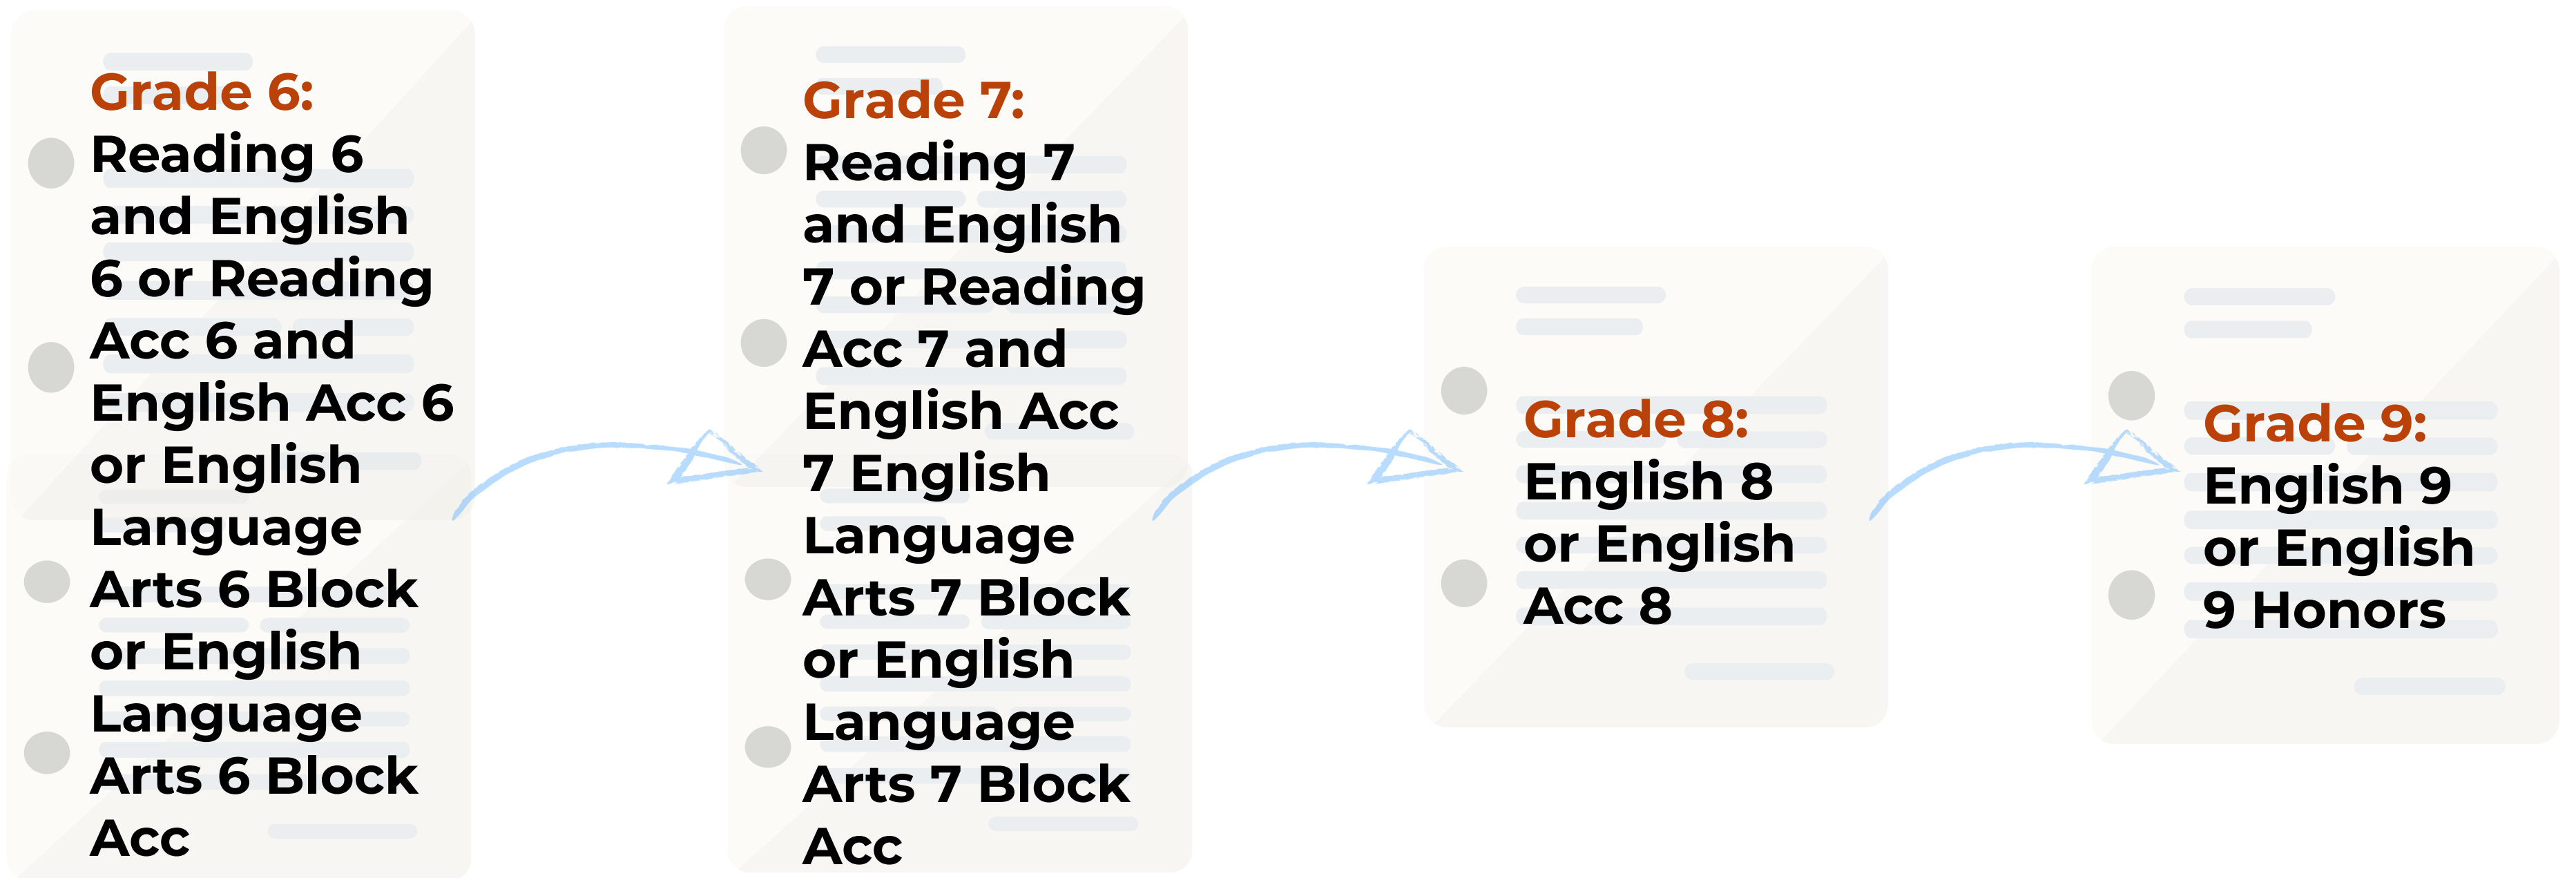 Grade 6:
Reading 6
and English
6 or Reading
Acc 6 and
English Acc 6
or English
Language
Arts 6 Block
or English
Language
Arts 6 Block
Acc
Grade 7:
Reading 7
and English
7 or Reading
Acc 7 and
English Acc
7 English
Language
Arts 7 Block
or English
Language
Arts 7 Block
Acc
Grade 8:
English 8
or English
Acc 8
Grade 9:
English 9
or English
9 Honors